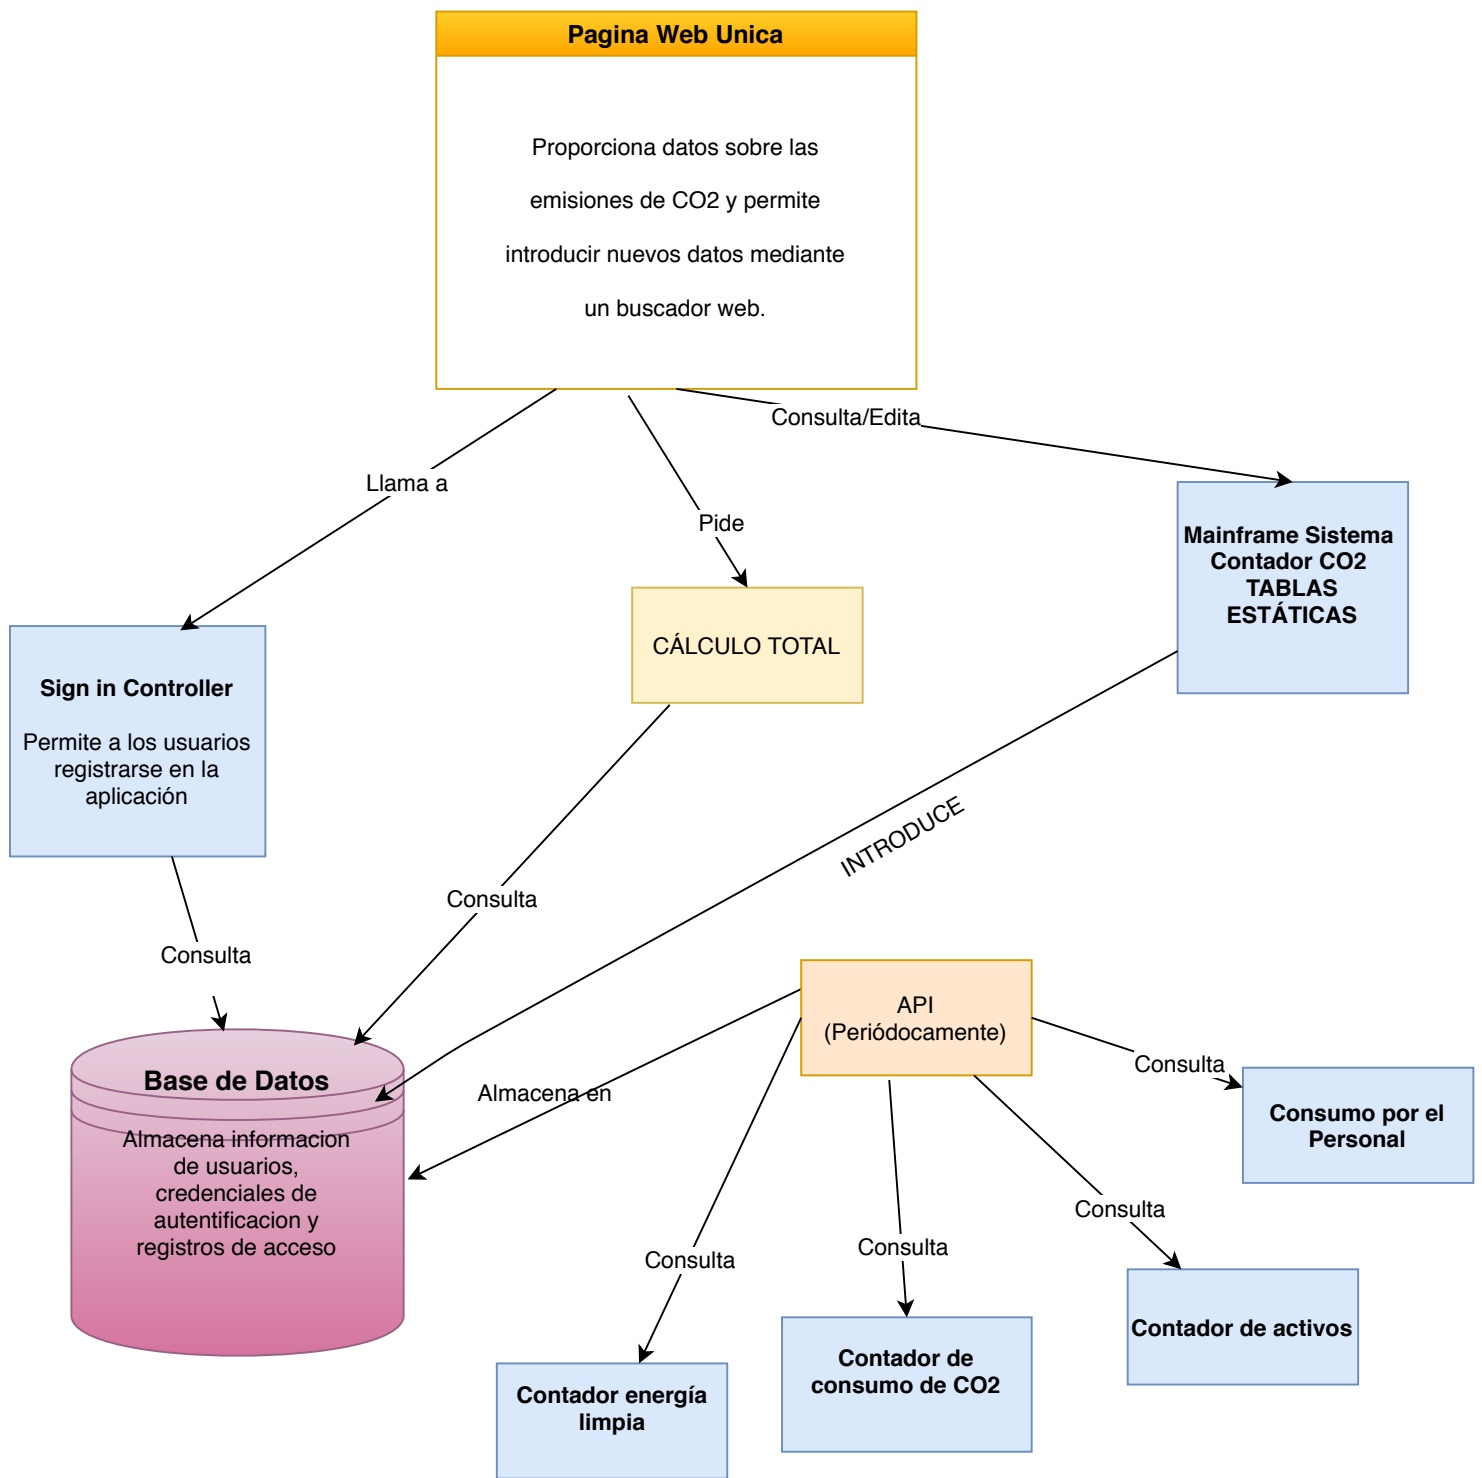 Pagina Web Unica
Proporciona datos sobre las
emisiones de CO2 y permite
introducir nuevos datos mediante
un buscador web.
Consulta/Edita
Llama a
Pide
Mainframe Sistema
Contador CO2
TABLAS
ESTÁTICAS
CÁLCULO TOTAL
Sign in Controller
Permite a los usuarios
registrarse en la
aplicación
INTRODUCE
Consulta
Consulta
API
(Periódocamente)
Consulta
Base de Datos
Almacena en
Almacena informacion
de usuarios,
credenciales de
autentificacion y
registros de acceso
Consumo por el
Personal
Consulta
Consulta
Consulta
Contador de activos
Contador de
consumo de CO2
Contador energía
limpia